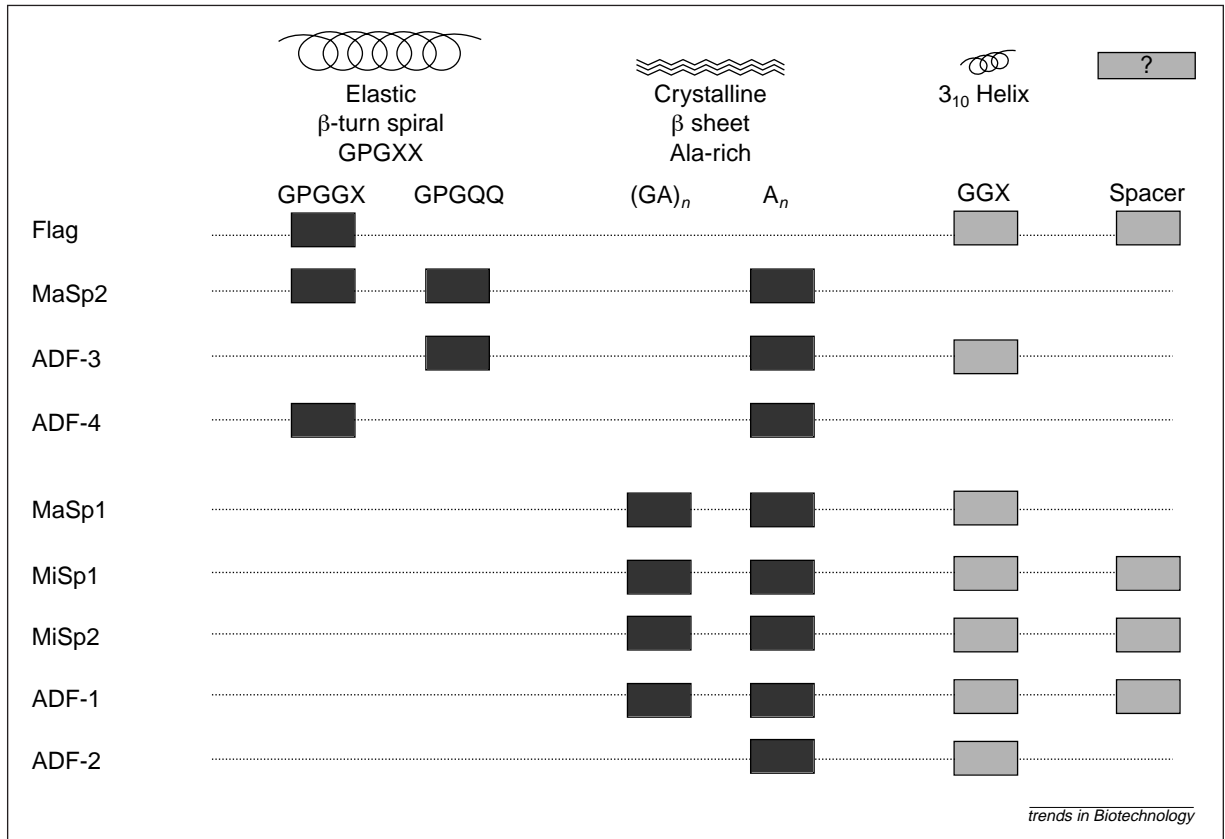 ?
Elastic
β-turn spiral
GPGXX
Crystalline
β sheet
Ala-rich
3₁₀ Helix
GPGGX GPGQQ (GA)ₙ Aₙ GGX Spacer
Flag
MaSp2
ADF-3
ADF-4
MaSp1
MiSp1
MiSp2
ADF-1
ADF-2
trends in Biotechnology